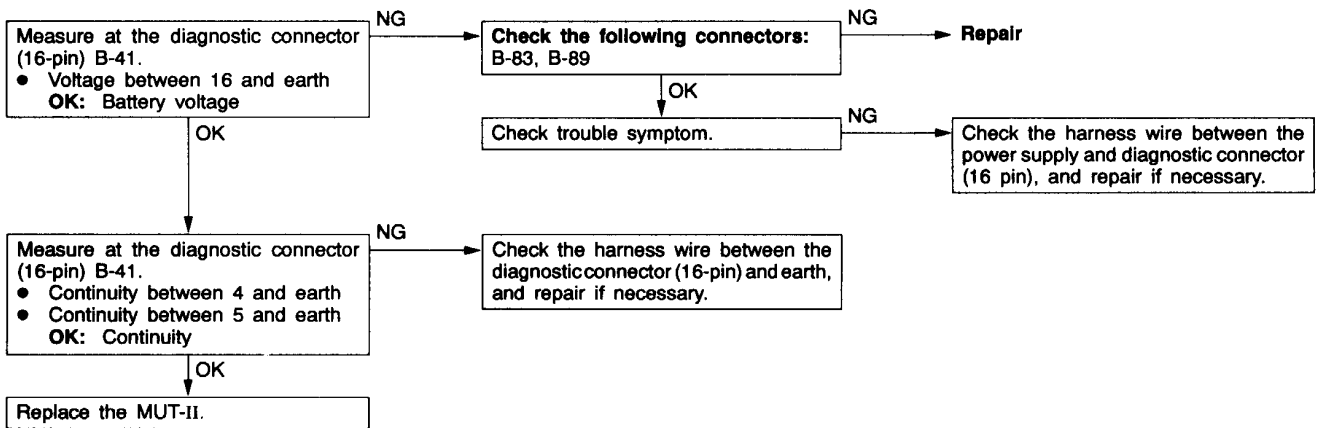 Measure at the diagnostic connector
(16-pin) B-41.
● Voltage between 16 and earth
OK: Battery voltage
NG
Check the following connectors:
B-83, B-89
NG
Repair
OK
Check trouble symptom.
NG
Check the harness wire between the
power supply and diagnostic connector
(16 pin), and repair if necessary.
OK
Measure at the diagnostic connector
(16-pin) B-41.
● Continuity between 4 and earth
● Continuity between 5 and earth
OK: Continuity
NG
Check the harness wire between the
diagnostic connector (16-pin) and earth,
and repair if necessary.
OK
Replace the MUT-II.